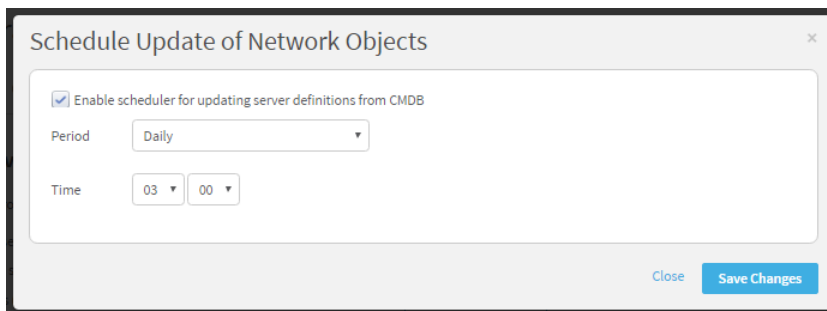 Schedule Update of Network Objects
×
Enable scheduler for updating server definitions from CMDB
Period Daily
Time 03 00
Close Save Changes